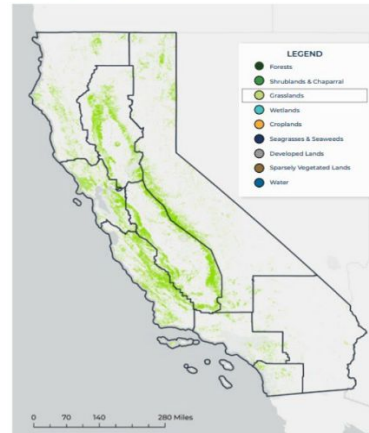 LEGEND
Forests
Shrublands & Chaparral
Grasslands
Wetlands
Croplands
Seagrasses & Seaweeds
Developed Lands
Sparsely Vegetated Lands
Water
0 70 140 280 Miles